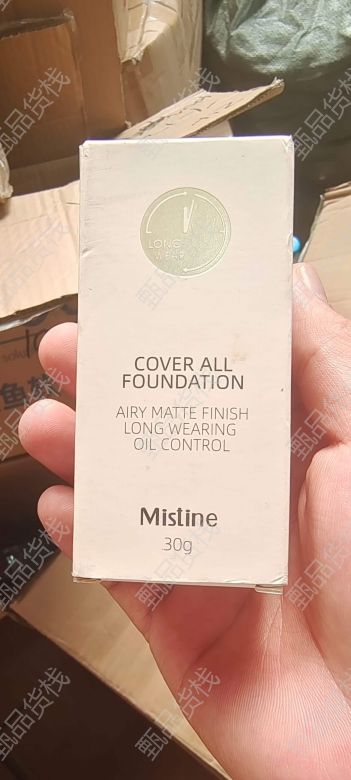 LONG
WEAR
COVER ALL
FOUNDATION
AIRY MATTE FINISH
LONG WEARING
OIL CONTROL
Mistine
30g
甄品货栈